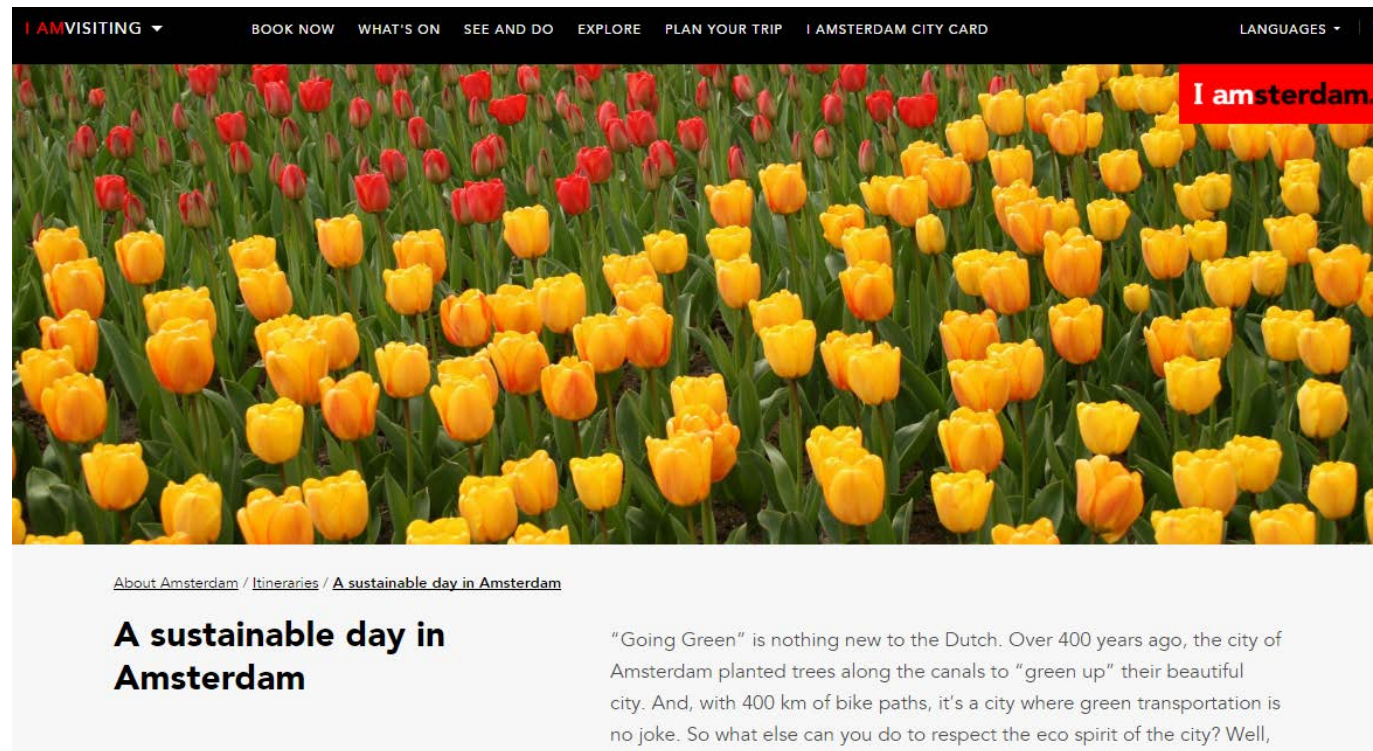 I AMVISITING
BOOK NOW WHAT'S ON SEE AND DO EXPLORE PLAN YOUR TRIP I AMSTERDAM CITY CARD
LANGUAGES
I amsterdam.
About Amsterdam / Itineraries / A sustainable day in Amsterdam
A sustainable day in
Amsterdam
"Going Green" is nothing new to the Dutch. Over 400 years ago, the city of
Amsterdam planted trees along the canals to "green up" their beautiful
city. And, with 400 km of bike paths, it's a city where green transportation is
no joke. So what else can you do to respect the eco spirit of the city? Well,